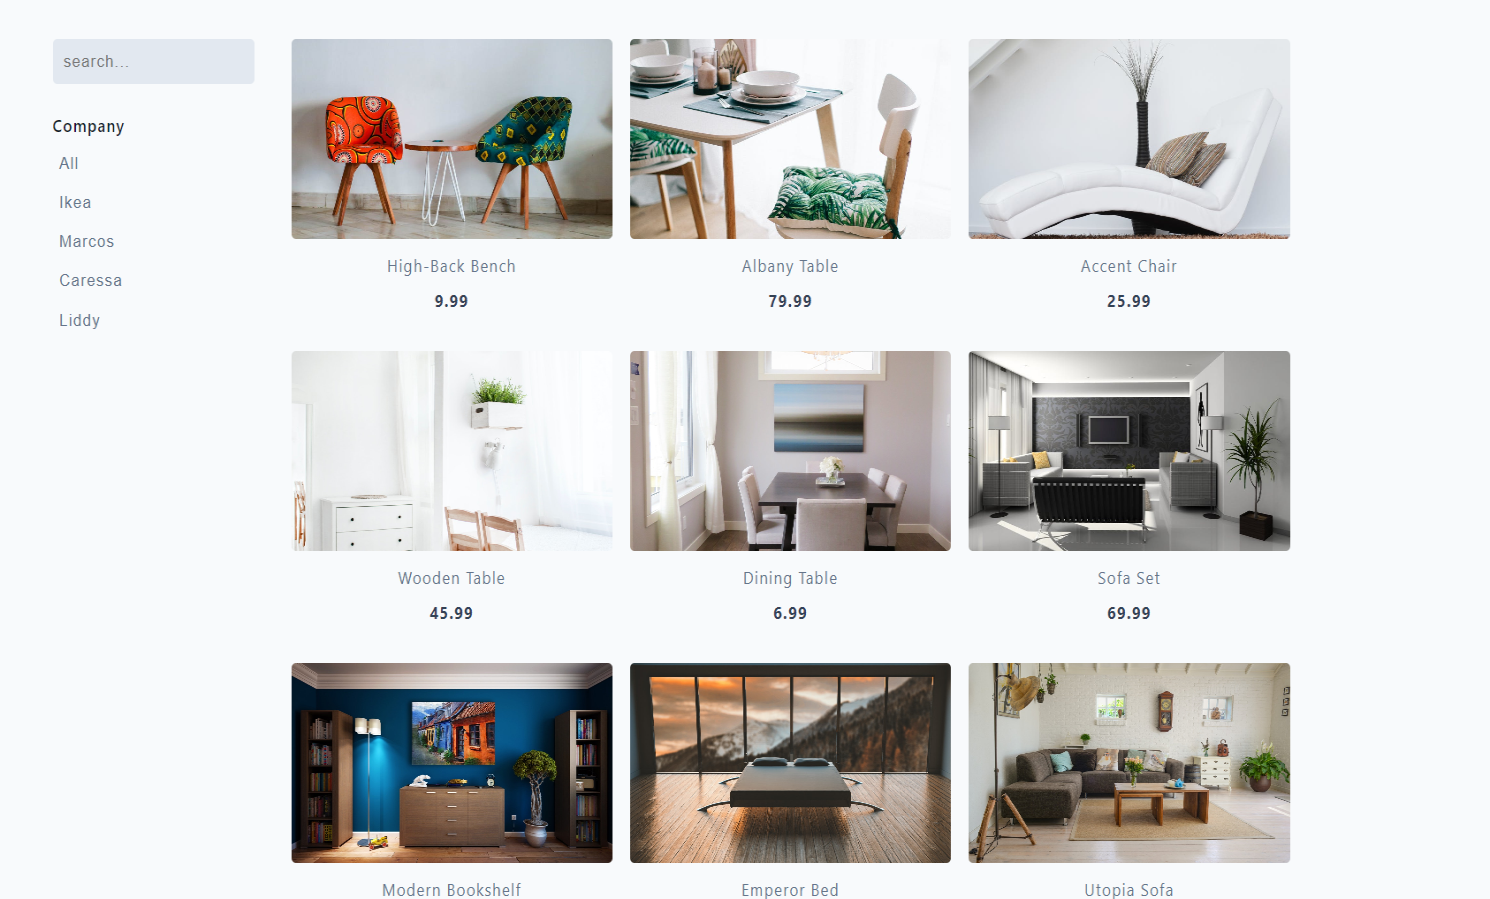 search...
Company
All
Ikea
Marcos
Caressa
Liddy
High-Back Bench
9.99
Albany Table
79.99
Accent Chair
25.99
Wooden Table
45.99
Dining Table
6.99
Sofa Set
69.99
Modern Bookshelf
Emperor Bed
Utopia Sofa